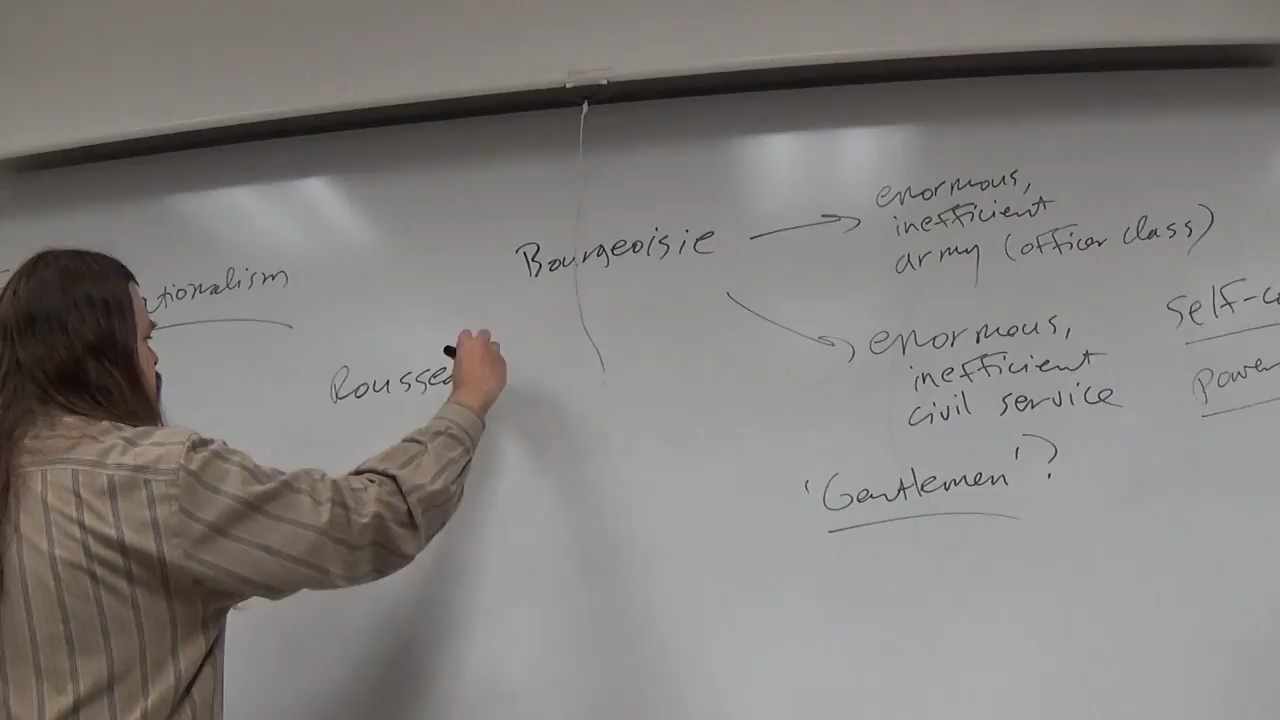 tionalism
Rousse
Bourgeoisie
enormous,
inefficient
army (officer class)
enormous,
inefficient
civil service
'Gentlemen'?
self-c
power